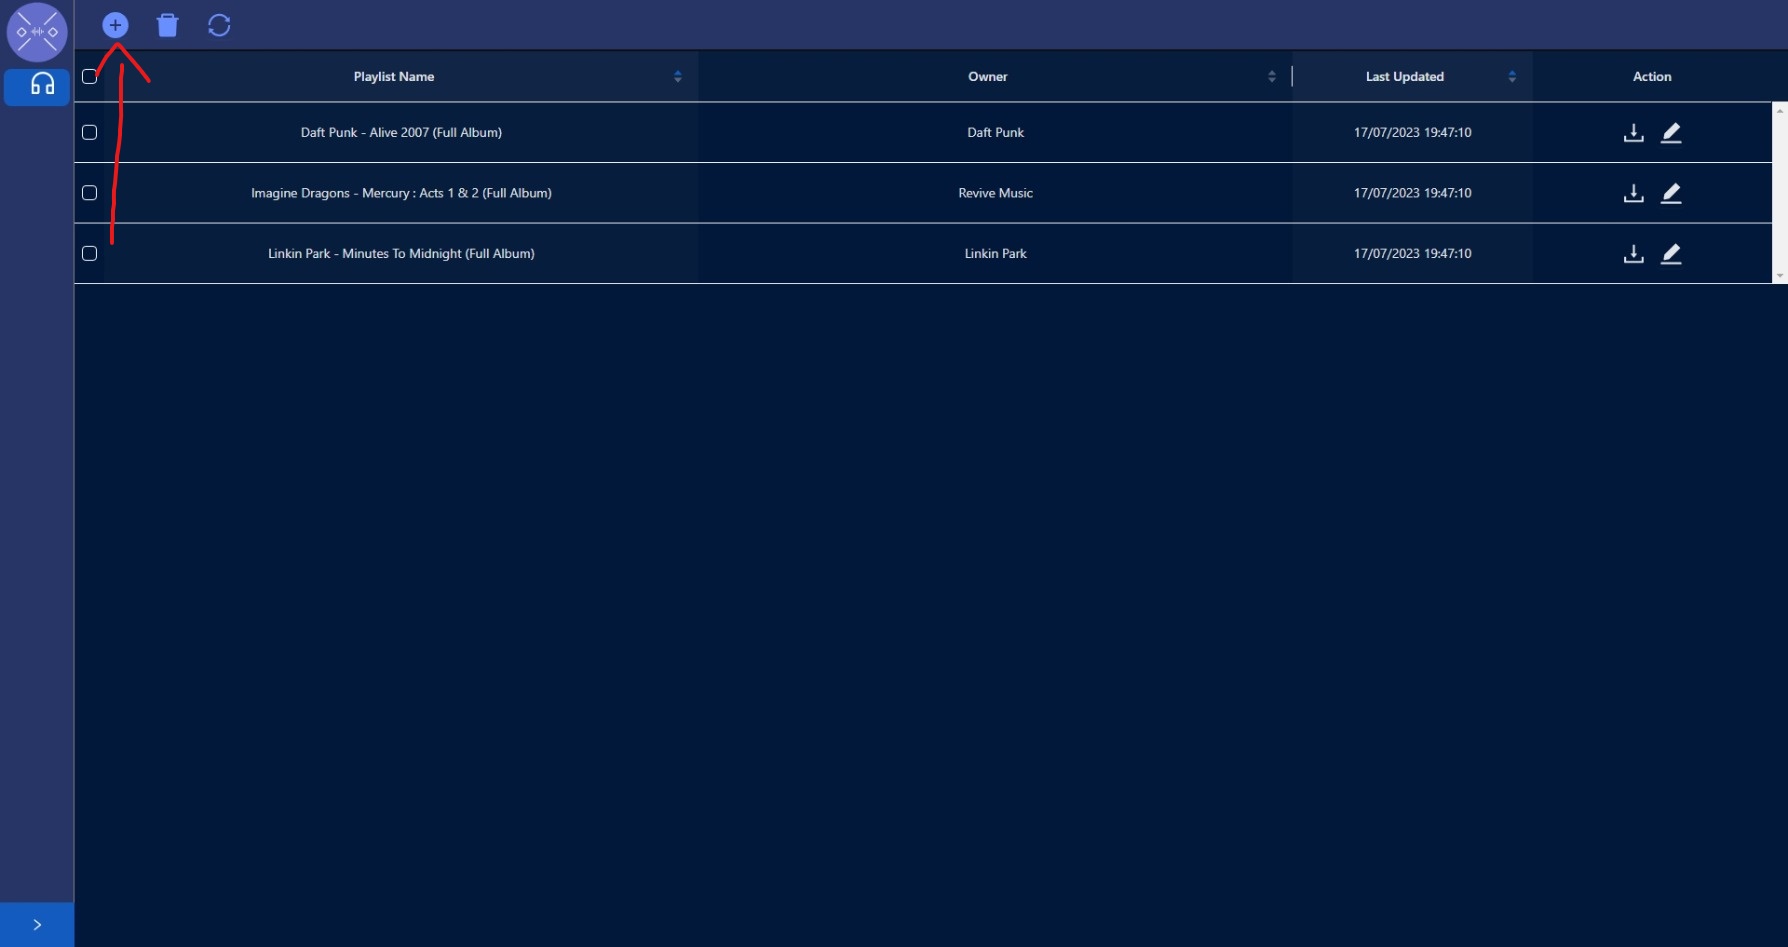 Playlist Name Owner Last Updated Action
Daft Punk - Alive 2007 (Full Album) Daft Punk 17/07/2023 19:47:10
Imagine Dragons - Mercury : Acts 1 & 2 (Full Album) Revive Music 17/07/2023 19:47:10
Linkin Park - Minutes To Midnight (Full Album) Linkin Park 17/07/2023 19:47:10